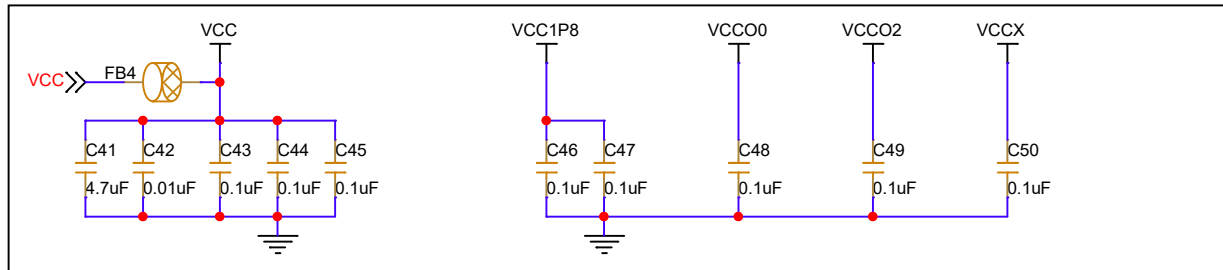 VCC VCC1P8 VCCO0 VCCO2 VCCX
VCC FB4
C41 C42 C43 C44 C45 C46 C47 C48 C49 C50
4.7uF 0.01uF 0.1uF 0.1uF 0.1uF 0.1uF 0.1uF 0.1uF 0.1uF 0.1uF